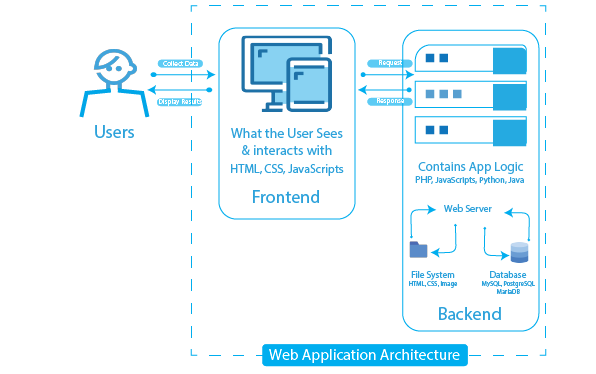 Collect Data
Display Results
Users
What the User Sees
& interacts with
HTML, CSS, JavaScripts
Frontend
Request
Response
Contains App Logic
PHP, JavaScripts, Python, Java
Web Server
File System
HTML, CSS, Image
Database
MySQL, PostgreSQL
MariaDB
Backend
Web Application Architecture